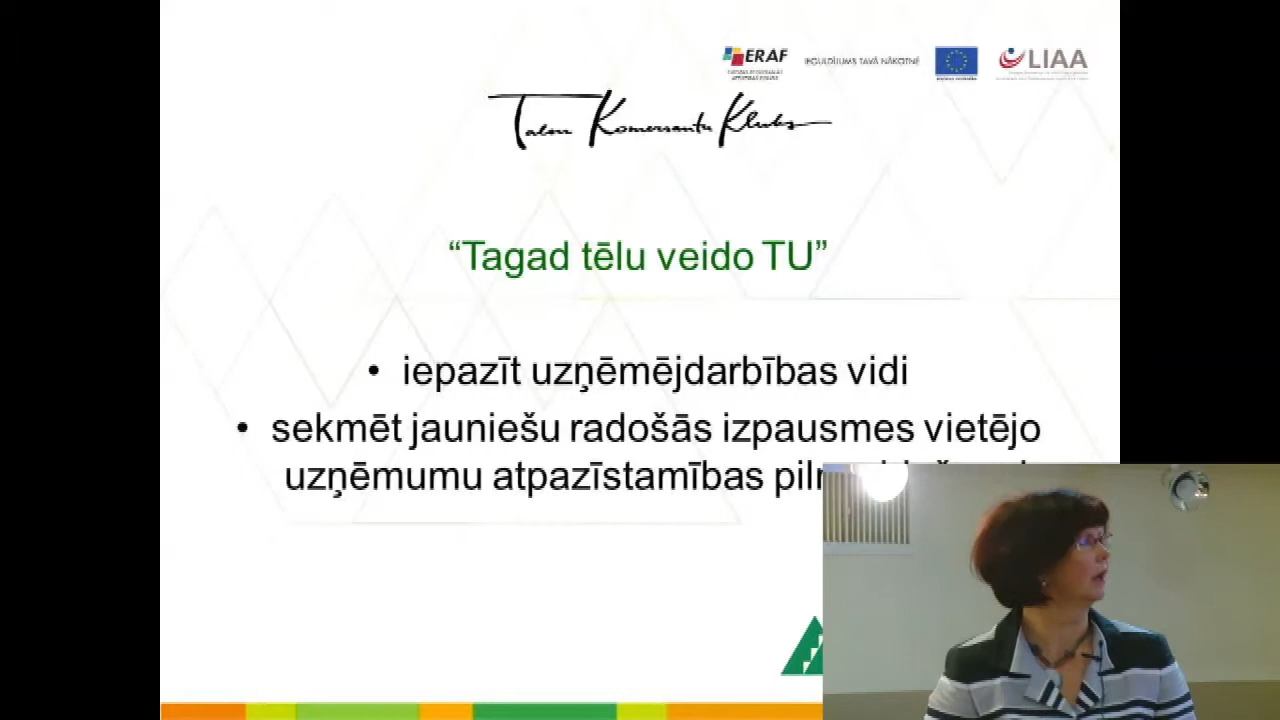 ERAF
IEGULDĪJUMS TAVĀ NĀKOTNĒ
LIAA
Talsu Komersantu Klubs
“Tagad tēlu veido TU”
• iepazīt uzņēmējdarbības vidi
• sekmēt jauniešu radošās izpausmes vietējo
uzņēmumu atpazīstamības